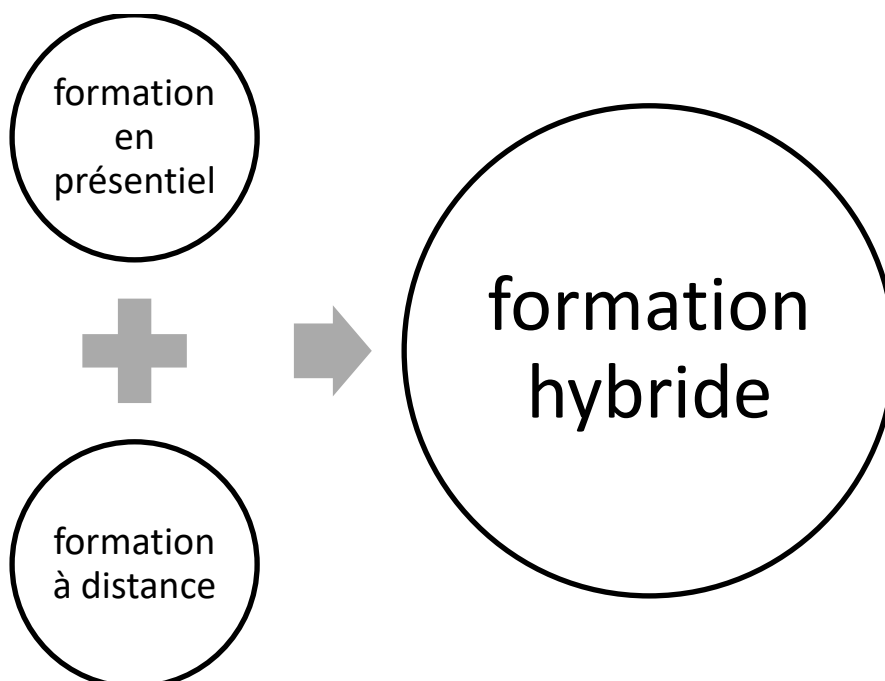 formation
en
présentiel
formation
à distance
formation
hybride